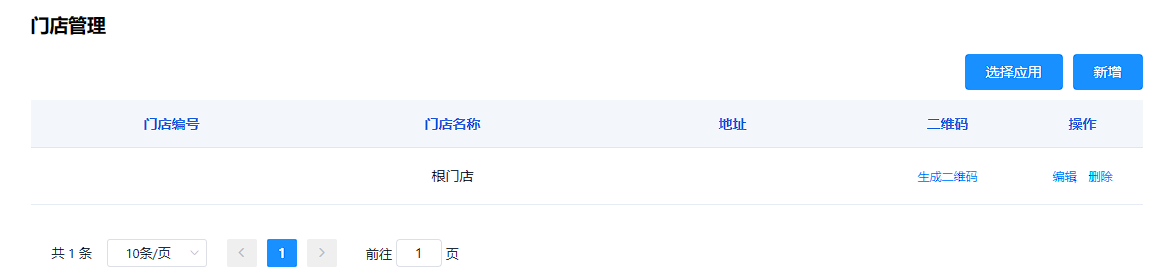 门店管理
选择应用 新增
门店编号 门店名称 地址 二维码 操作
根门店 生成二维码 编辑 删除
共 1 条 10条/页 1 前往 1 页